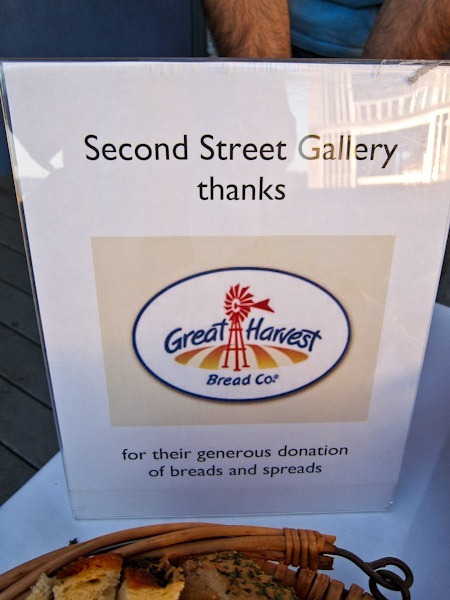 Second Street Gallery
thanks
Great Harvest
Bread Co.®
for their generous donation
of breads and spreads